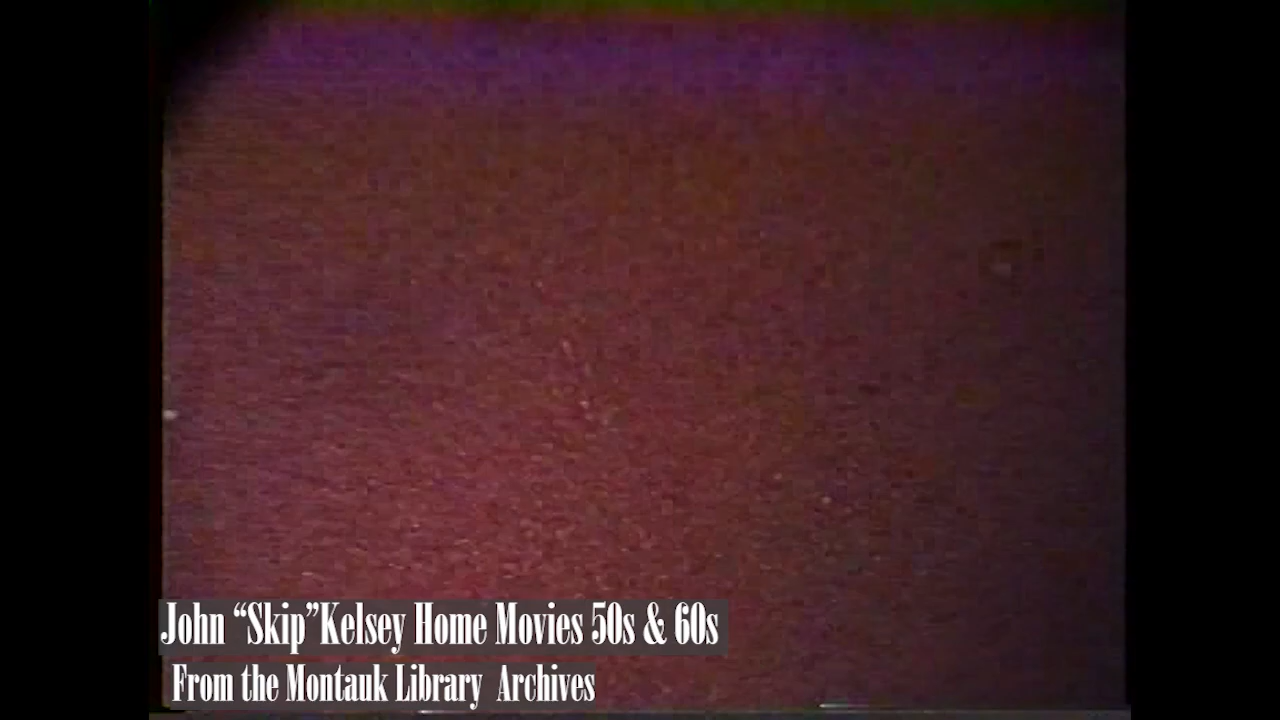 John “Skip”Kelsey Home Movies 50s & 60s
From the Montauk Library Archives